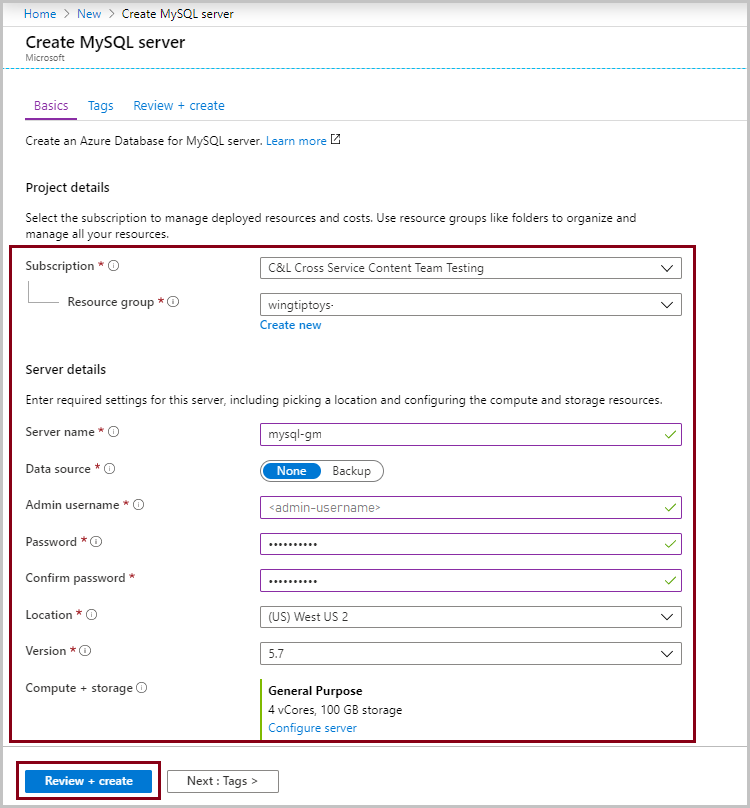 Home > New > Create MySQL server
Create MySQL server
Microsoft
Basics Tags Review + create
Create an Azure Database for MySQL server. Learn more
Project details
Select the subscription to manage deployed resources and costs. Use resource groups like folders to organize and
manage all your resources.
Subscription * C&L Cross Service Content Team Testing
Resource group * wingtiptoys-
Create new
Server details
Enter required settings for this server, including picking a location and configuring the compute and storage resources.
Server name * mysql-gm
Data source * None Backup
Admin username * <admin-username>
Password * ••••••••••
Confirm password * ••••••••••
Location * (US) West US 2
Version * 5.7
Compute + storage General Purpose
4 vCores, 100 GB storage
Configure server
Review + create Next : Tags >